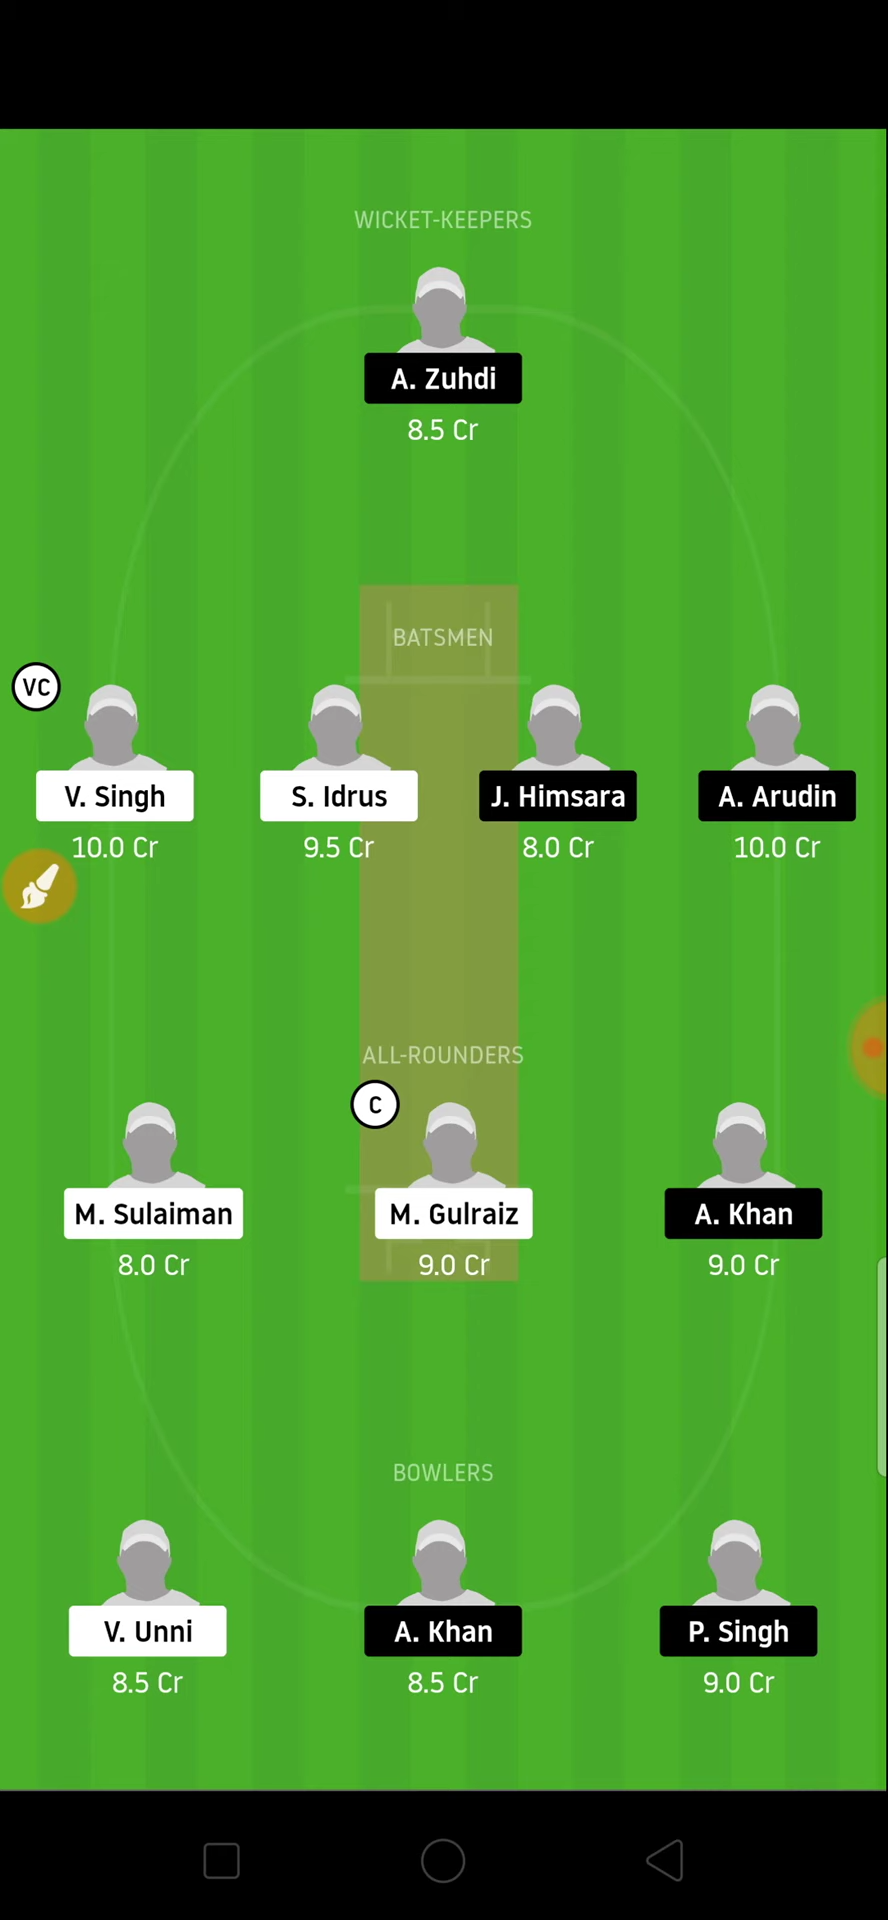 WICKET-KEEPERS
A. Zuhdi
8.5 Cr
BATSMEN
VC
V. Singh S. Idrus J. Himsara A. Arudin
10.0 Cr 9.5 Cr 8.0 Cr 10.0 Cr
ALL-ROUNDERS
C
M. Sulaiman M. Gulraiz A. Khan
8.0 Cr 9.0 Cr 9.0 Cr
BOWLERS
V. Unni A. Khan P. Singh
8.5 Cr 8.5 Cr 9.0 Cr